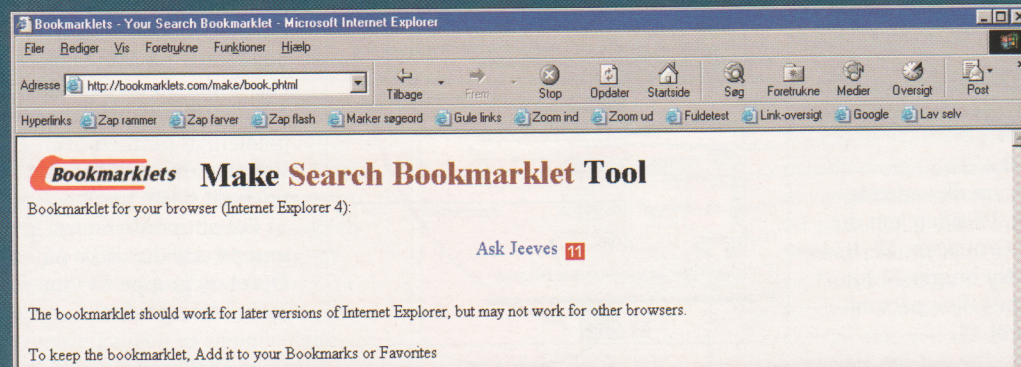 Bookmarklets - Your Search Bookmarklet - Microsoft Internet Explorer
Filer Rediger Vis Foretrukne Funktioner Hjælp
Adresse http://bookmarklets.com/make/book.phtml Tilbage Frem Stop Opdater Startside Søg Foretrukne Medier Oversigt Post
Hyperlinks Zap rammer Zap farver Zap flash Marker søgeord Gule links Zoom ind Zoom ud Fuldetest Link-oversigt Google Lav selv
Bookmarklets Make Search Bookmarklet Tool
Bookmarklet for your browser (Internet Explorer 4):
Ask Jeeves 11
The bookmarklet should work for later versions of Internet Explorer, but may not work for other browsers.
To keep the bookmarklet, Add it to your Bookmarks or Favorites